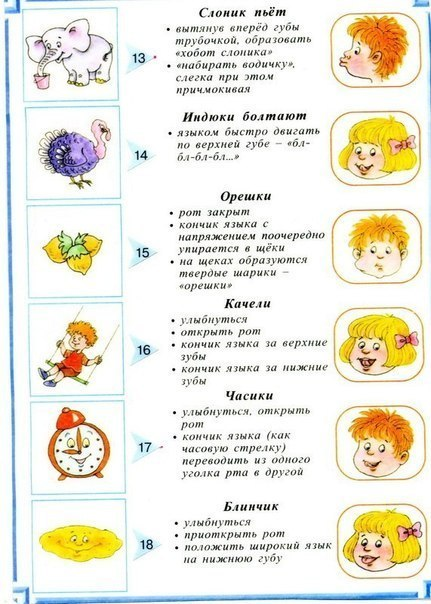 Слоник пьёт
• вытянув вперёд губы
трубочкой, образовать
«хобот слоника»
• «набирать водичку»,
слегка при этом
причмокивая
13
Индюки болтают
• языком быстро двигать
по верхней губе – «бл-
бл-бл-бл...»
14
Орешки
• рот закрыт
• кончик языка с
напряжением поочередно
упирается в щёки
• на щеках образуются
твердые шарики –
«орешки»
15
Качели
• улыбнуться
• открыть рот
• кончик языка за верхние
зубы
• кончик языка за нижние
зубы
16
Часики
• улыбнуться, открыть
рот
• кончик языка (как
часовую стрелку)
переводить из одного
уголка рта в другой
17
Блинчик
• улыбнуться
• приоткрыть рот
• положить широкий язык
на нижнюю губу
18